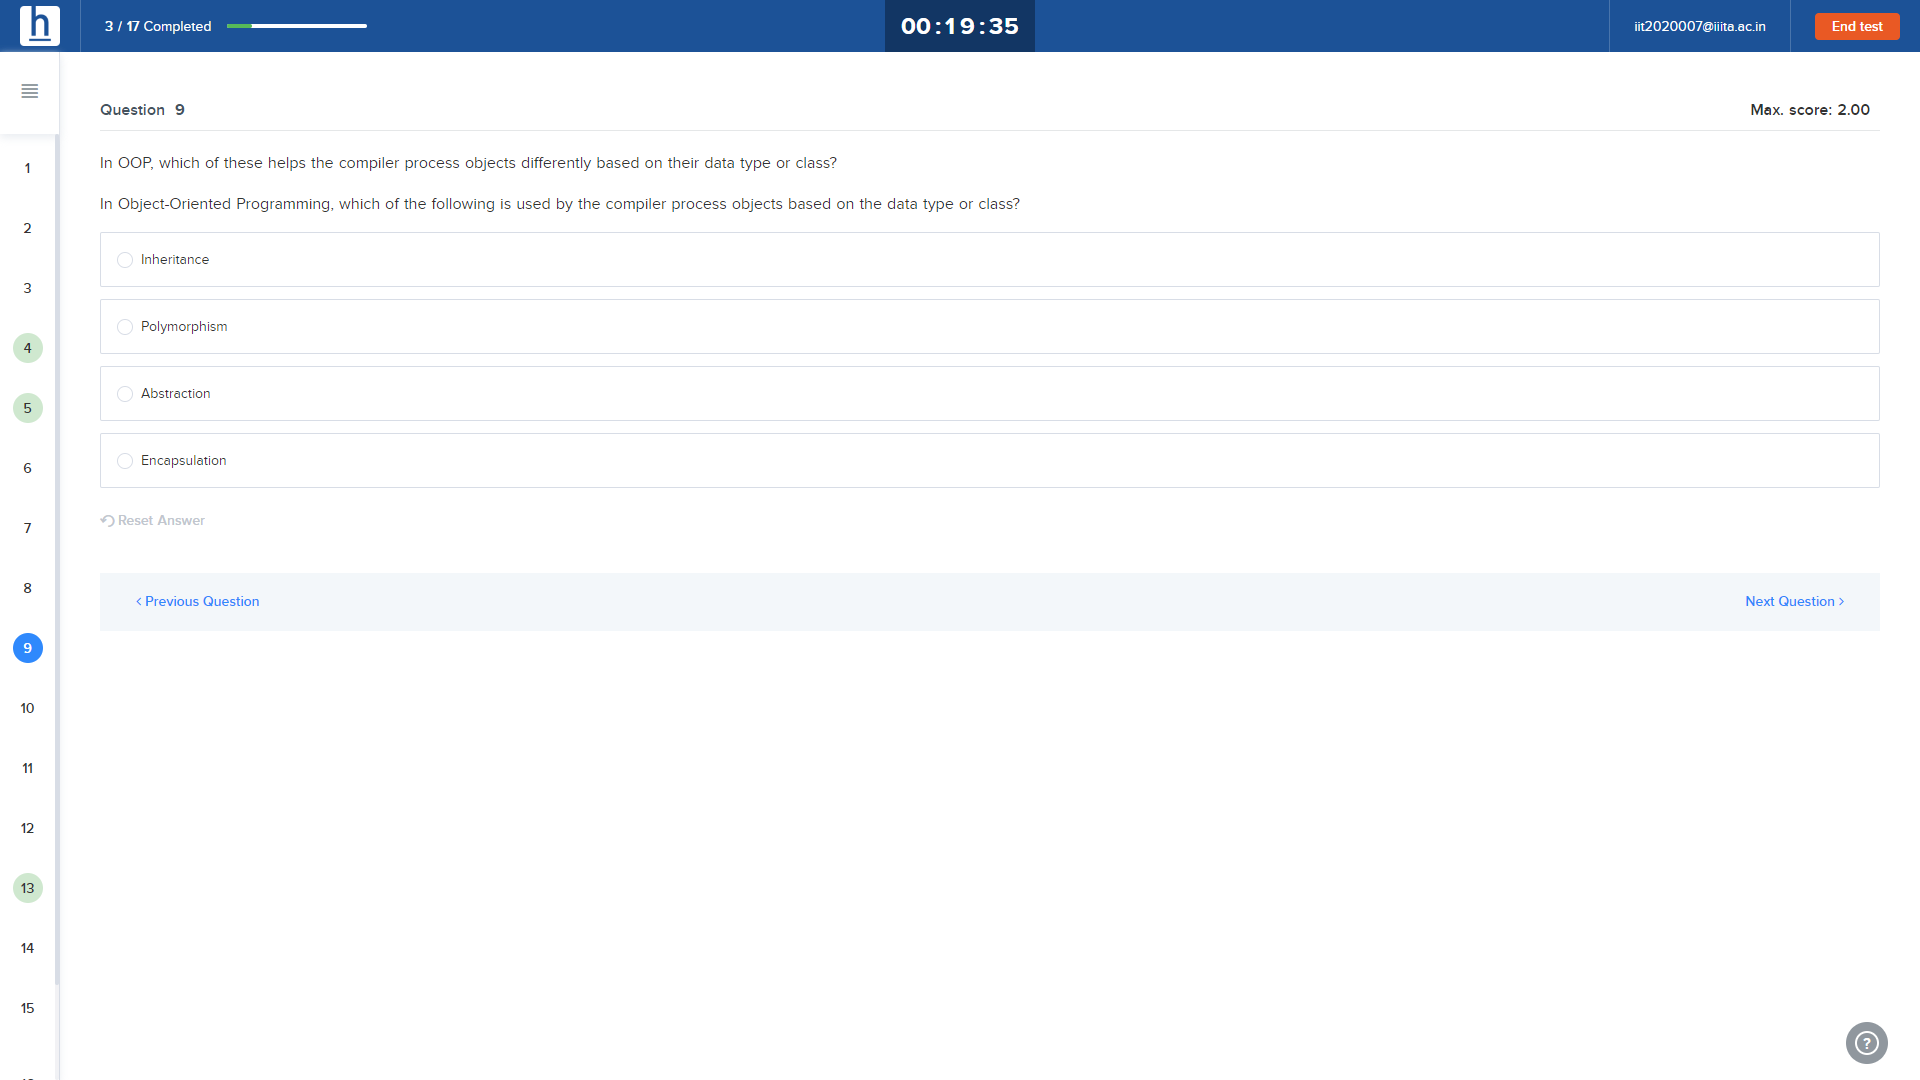 h
3 / 17 Completed
00:19:35
iit2020007@iiita.ac.in
End test
Question 9
Max. score: 2.00
In OOP, which of these helps the compiler process objects differently based on their data type or class?
In Object-Oriented Programming, which of the following is used by the compiler process objects based on the data type or class?
Inheritance
Polymorphism
Abstraction
Encapsulation
Reset Answer
< Previous Question
Next Question >
1
2
3
4
5
6
7
8
9
10
11
12
13
14
15
?